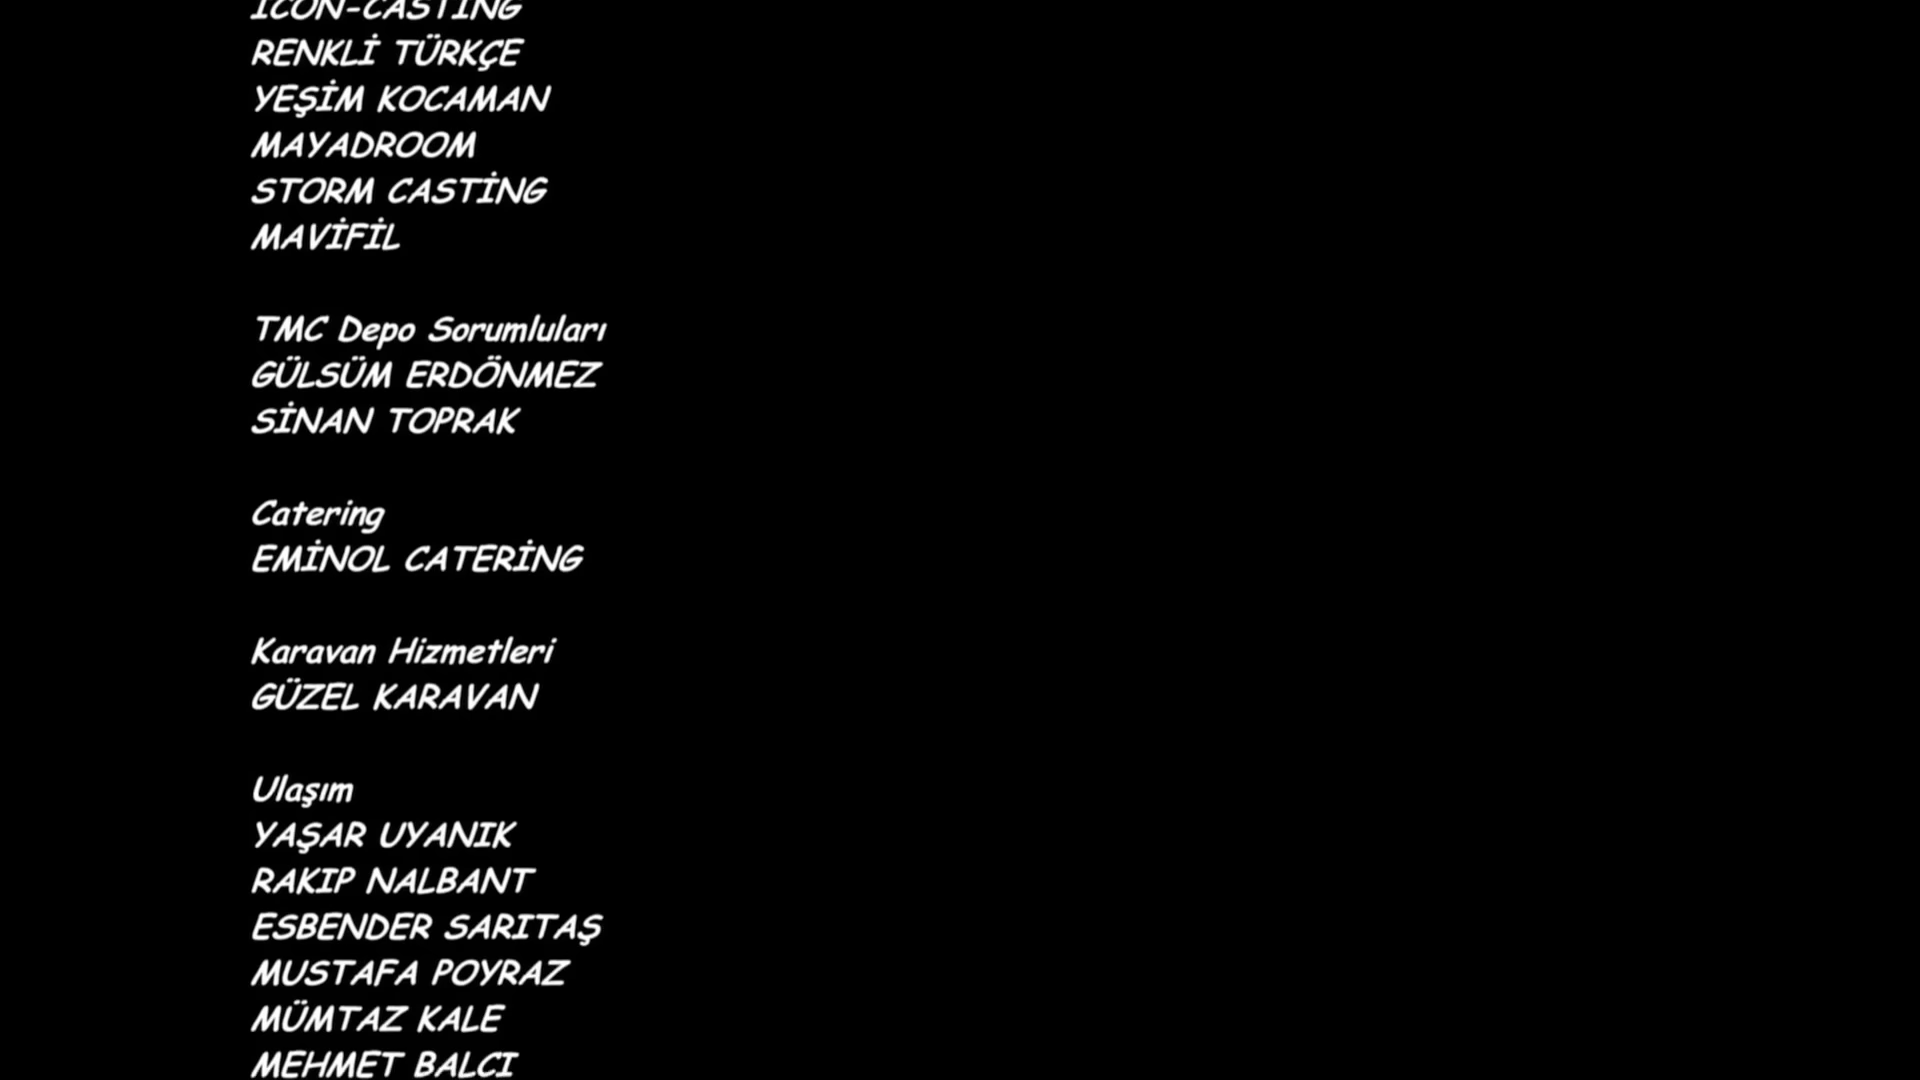 ICON-CASTING
RENKLİ TÜRKÇE
YEŞİM KOCAMAN
MAYADROOM
STORM CASTİNG
MAVİFİL
TMC Depo Sorumluları
GÜLSÜM ERDÖNMEZ
SİNAN TOPRAK
Catering
EMİNOL CATERİNG
Karavan Hizmetleri
GÜZEL KARAVAN
Ulaşım
YAŞAR UYANIK
RAKIP NALBANT
ESBENDER SARITAŞ
MUSTAFA POYRAZ
MÜMTAZ KALE
MEHMET BALCI